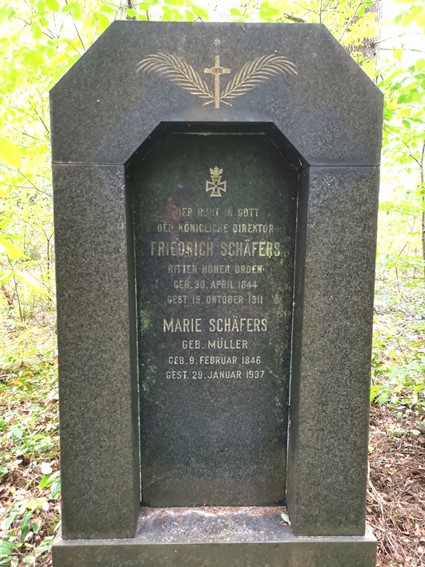 HIER RUHT IN GOTT
DER KÖNIGLICHE DIREKTOR
FRIEDRICH SCHÄFERS
RITTER HOHER ORDEN
GEB. 30. APRIL 1844
GEST. 19. OKTOBER 1911
MARIE SCHÄFERS
GEB. MÜLLER
GEB. 9. FEBRUAR 1846
GEST. 29. JANUAR 1937